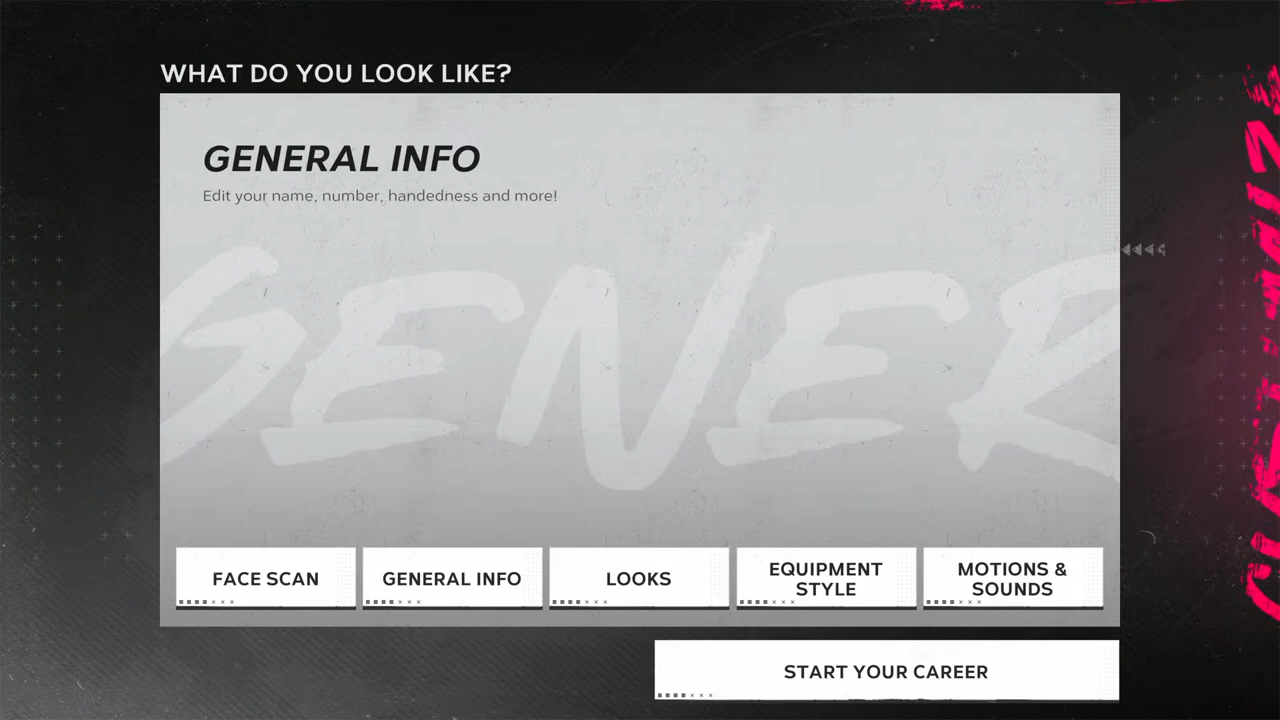 WHAT DO YOU LOOK LIKE?
GENERAL INFO
Edit your name, number, handedness and more!
GENER
FACE SCAN
GENERAL INFO
LOOKS
EQUIPMENT
STYLE
MOTIONS &
SOUNDS
START YOUR CAREER